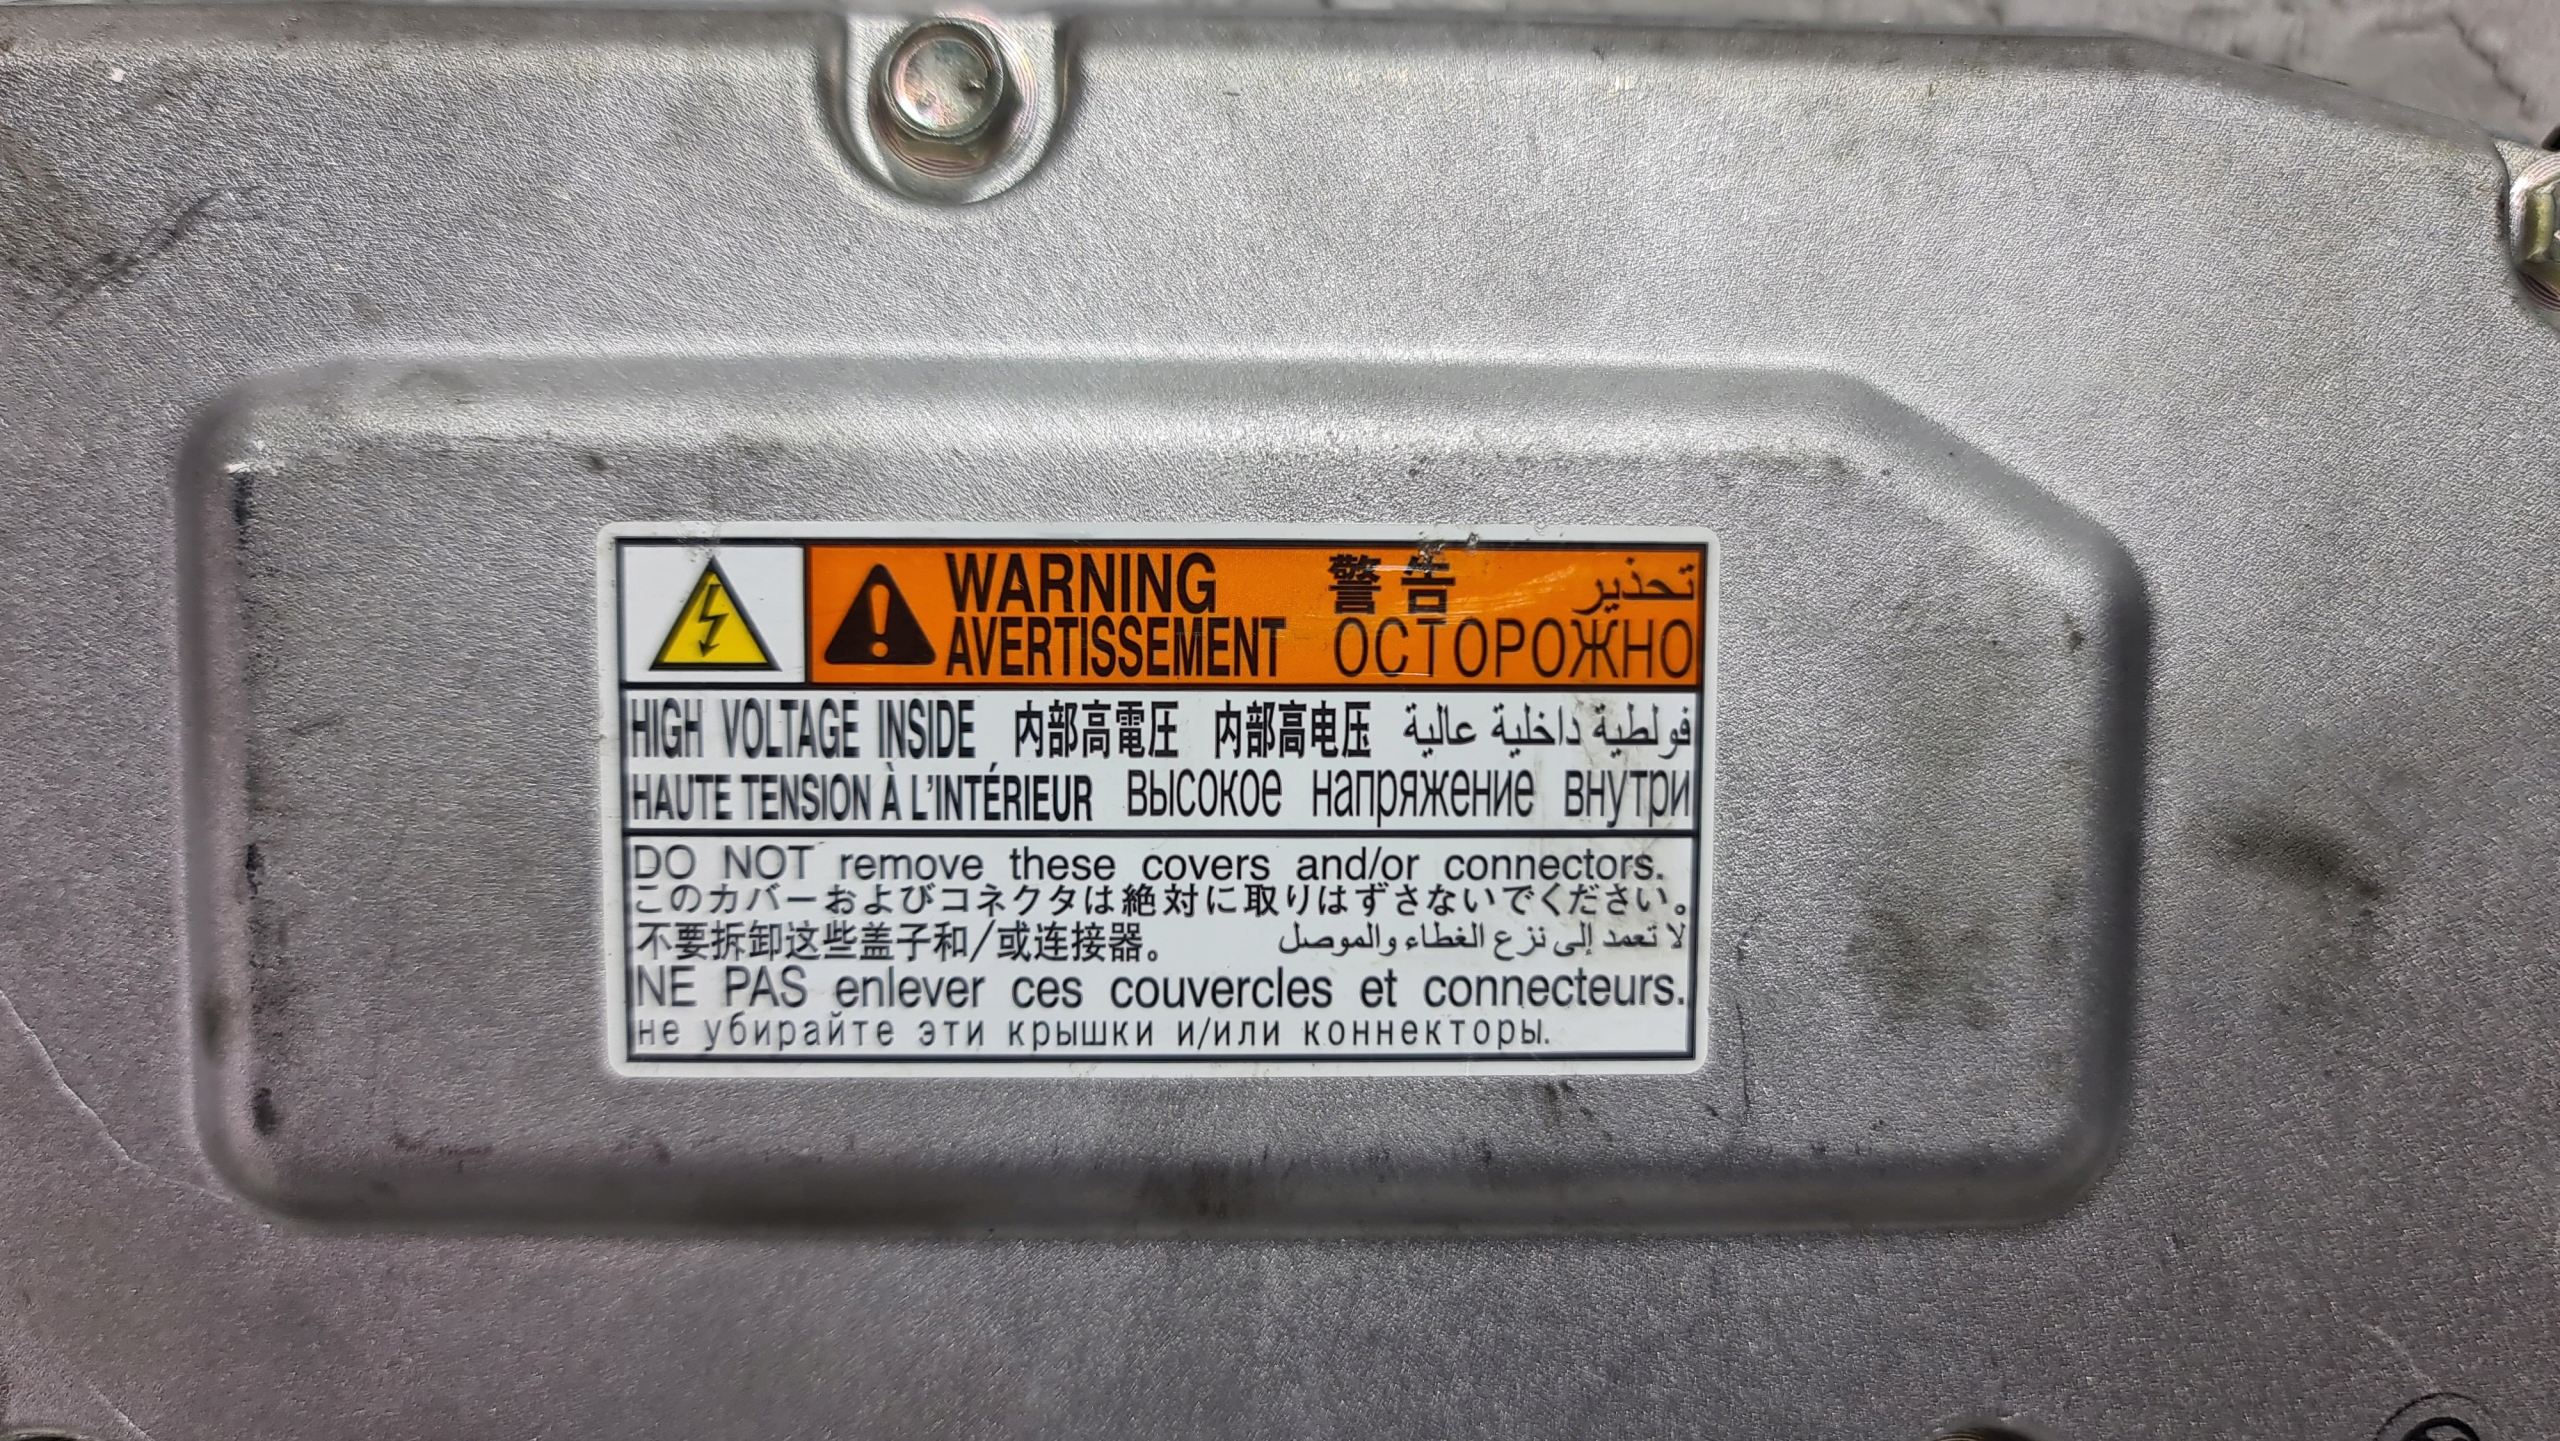 WARNING 警告 تحذير
AVERTISSEMENT ОСТОРОЖНО
HIGH VOLTAGE INSIDE 内部高電圧 内部高电压 فولطية داخلية عالية
HAUTE TENSION À L'INTÉRIEUR высокое напряжение внутри
DO NOT remove these covers and/or connectors.
このカバーおよびコネクタは絶対に取りはずさないでください。
不要拆卸这些盖子和/或连接器。 لا تعمد إلى نزع الغطاء والموصل
NE PAS enlever ces couvercles et connecteurs.
не убирайте эти крышки и/или коннекторы.